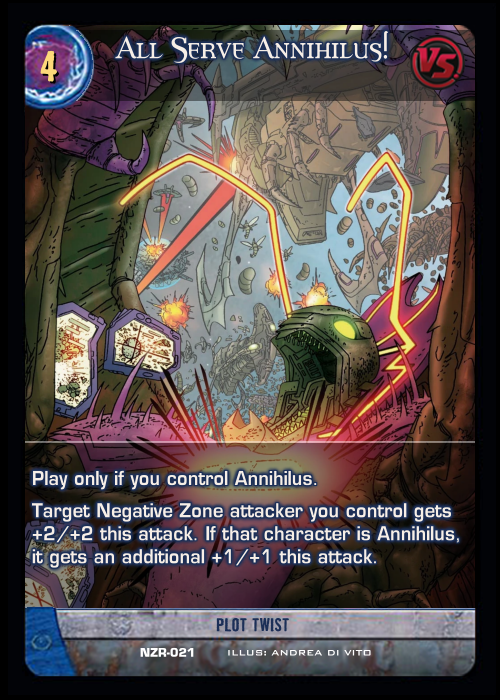 4
All Serve Annihilus!
VS
Play only if you control Annihilus.
Target Negative Zone attacker you control gets
+2/+2 this attack. If that character is Annihilus,
it gets an additional +1/+1 this attack.
PLOT TWIST
NZR-021 ILLUS: ANDREA DI VITO